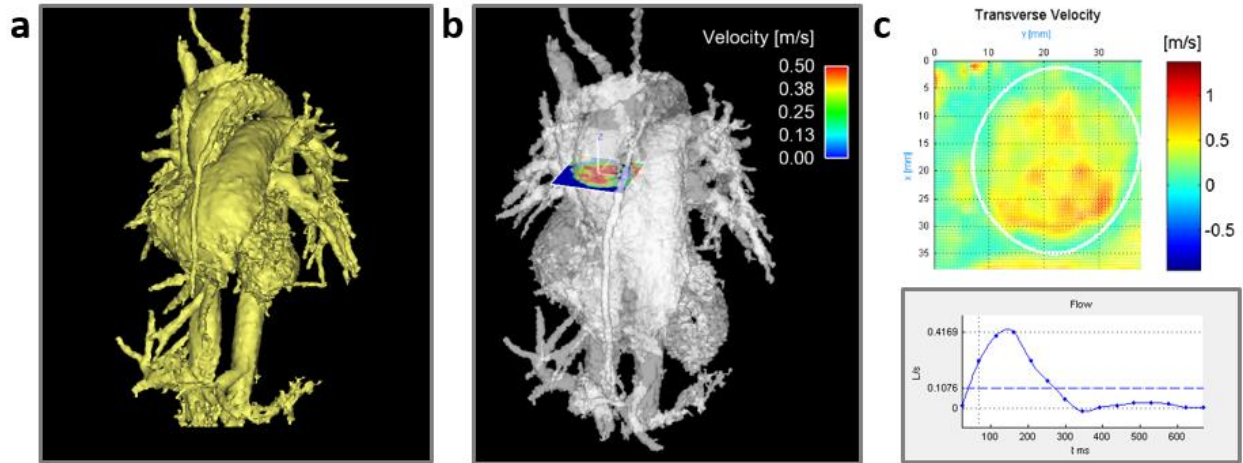 a
b
Velocity [m/s]
0.50
0.38
0.25
0.13
0.00
z
c
Transverse Velocity
y [mm]
[m/s]
0 10 20 30
0
5
10
15
20
25
30
35
x [mm]
1
0.5
0
-0.5
Flow
0.4169
0.1076
0
L/s
100 200 300 400 500 600
t ms